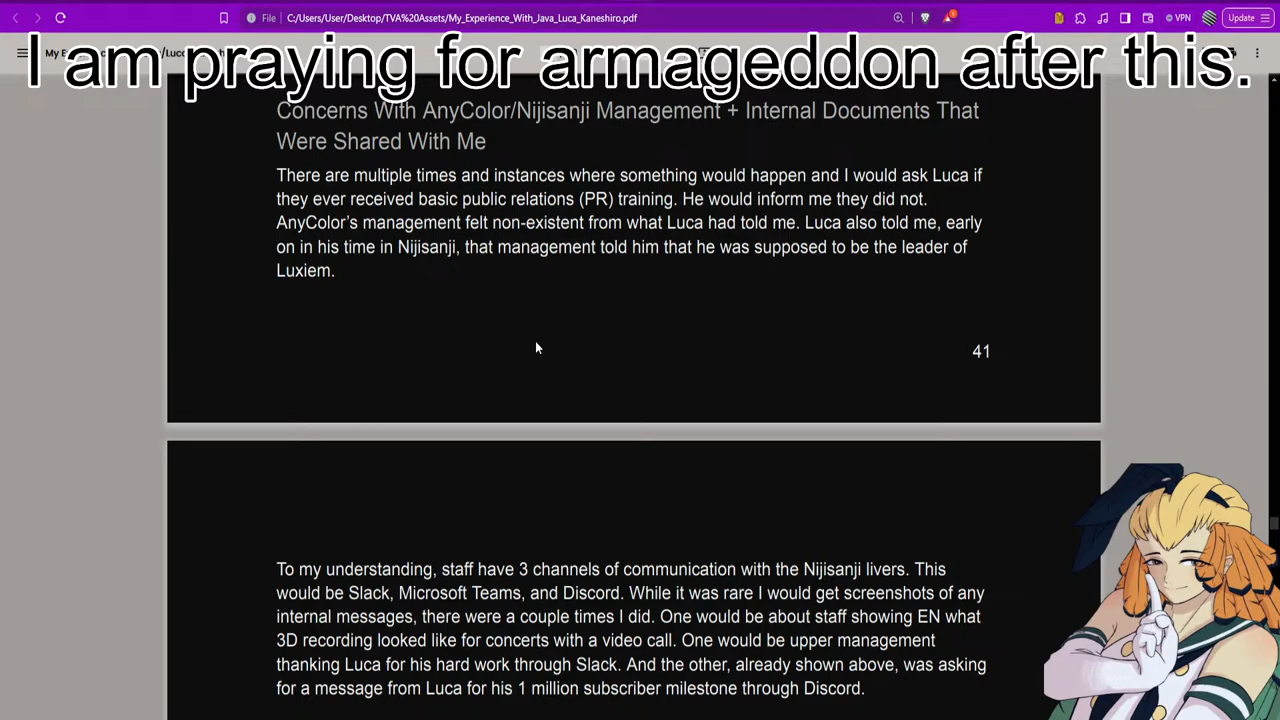 File
C:/Users/User/Desktop/TVA%20Assets/My_Experience_With_Java_Luca_Kaneshiro.pdf
VPN
Update
I am praying for armageddon after this.
Concerns With AnyColor/Nijisanji Management + Internal Documents That
Were Shared With Me
There are multiple times and instances where something would happen and I would ask Luca if
they ever received basic public relations (PR) training. He would inform me they did not.
AnyColor's management felt non-existent from what Luca had told me. Luca also told me, early
on in his time in Nijisanji, that management told him that he was supposed to be the leader of
Luxiem.
41
To my understanding, staff have 3 channels of communication with the Nijisanji livers. This
would be Slack, Microsoft Teams, and Discord. While it was rare I would get screenshots of any
internal messages, there were a couple times I did. One would be about staff showing EN what
3D recording looked like for concerts with a video call. One would be upper management
thanking Luca for his hard work through Slack. And the other, already shown above, was asking
for a message from Luca for his 1 million subscriber milestone through Discord.